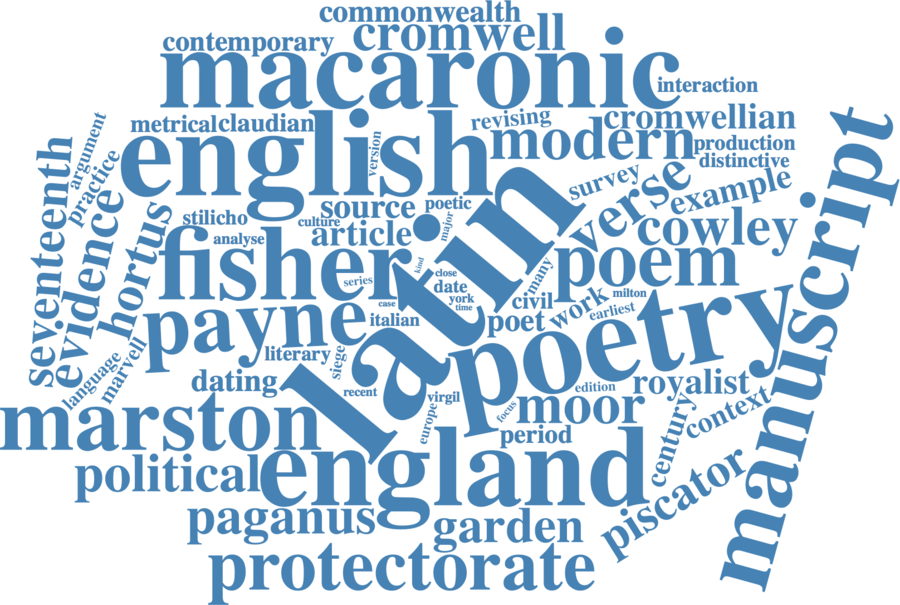 commonwealth
contemporary
cromwell
macaronic
interaction
metrical
claudian
revising
cromwellian
english
version
modern
production
distinctive
argument
practice
seventeenth
evidence
hortus
stilicho
culture
source
poetic
survey
verse
example
manuscript
analyse
article
major
latin
cowley
fisher
series
kind
close
many
poem
date
york
time
case
civil
work
milton
earliest
payne
italian
poet
poetry
literary
siege
language
marvell
dating
recent
virgil
edition
royalist
marston
europe
focus
moor
century
context
period
political
england
piscator
paganus
garden
protectorate